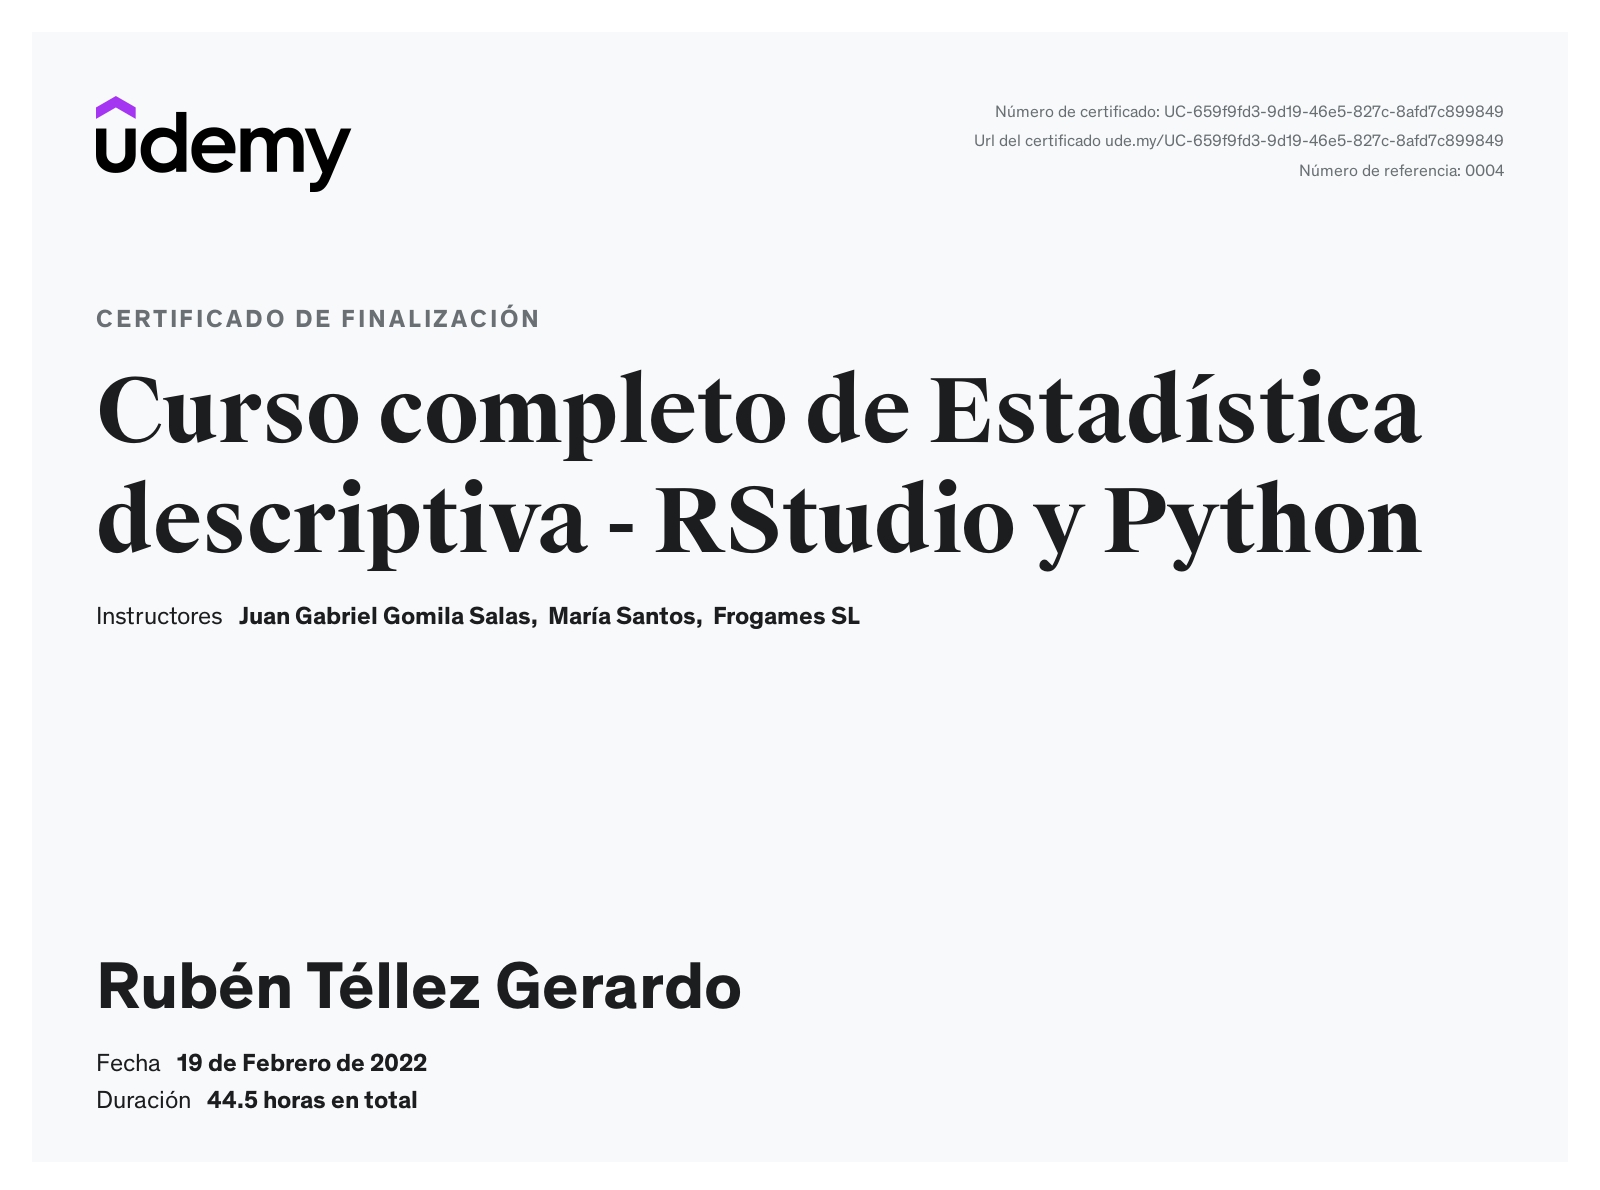 udemy
Número de certificado: UC-659f9fd3-9d19-46e5-827c-8afd7c899849
Url del certificado ude.my/UC-659f9fd3-9d19-46e5-827c-8afd7c899849
Número de referencia: 0004
CERTIFICADO DE FINALIZACIÓN
Curso completo de Estadística
descriptiva - RStudio y Python
Instructores Juan Gabriel Gomila Salas, María Santos, Frogames SL
Rubén Téllez Gerardo
Fecha 19 de Febrero de 2022
Duración 44.5 horas en total